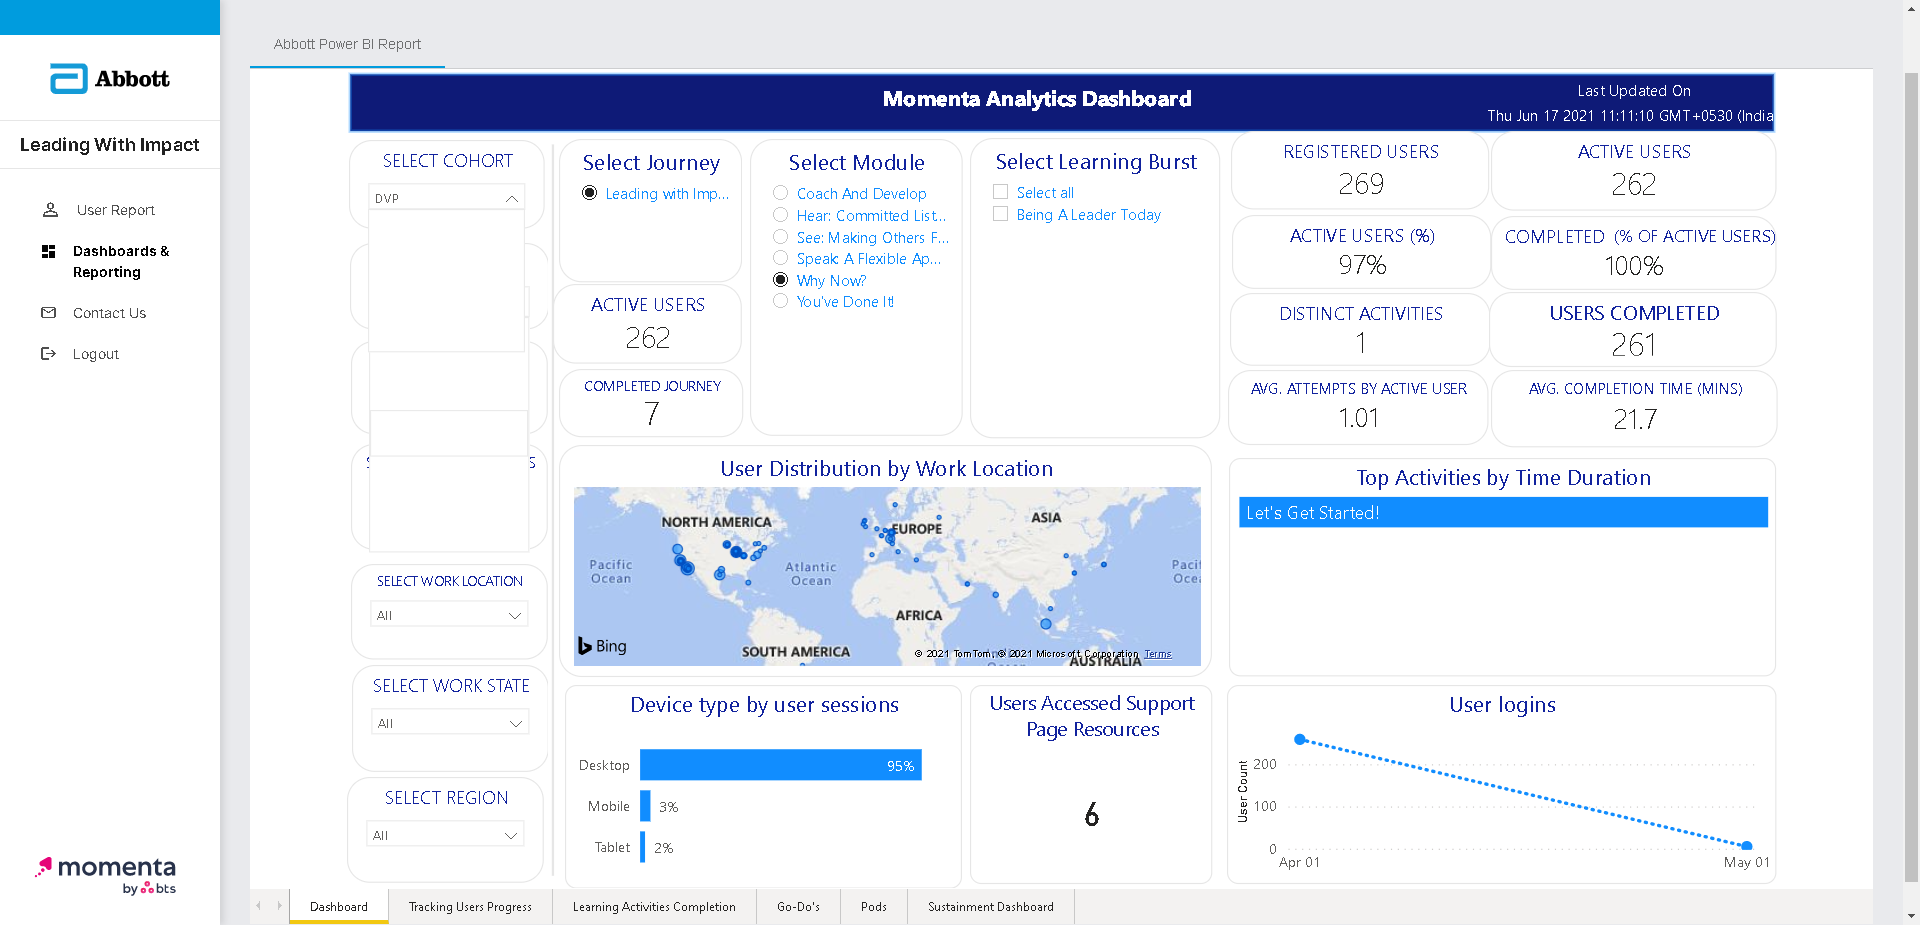 Abbott
Leading With Impact
User Report
Dashboards &
Reporting
Contact Us
Logout
momenta
by bts
Abbott Power BI Report
Momenta Analytics Dashboard
Last Updated On
Thu Jun 17 2021 11:11:10 GMT+0530 (India
SELECT COHORT
DVP
S
SELECT WORK LOCATION
All
SELECT WORK STATE
All
SELECT REGION
All
Select Journey
Leading with Imp...
ACTIVE USERS
262
COMPLETED JOURNEY
7
Select Module
Coach And Develop
Hear: Committed List...
See: Making Others F...
Speak: A Flexible Ap...
Why Now?
You've Done It!
Select Learning Burst
Select all
Being A Leader Today
REGISTERED USERS
269
ACTIVE USERS
262
ACTIVE USERS (%)
97%
COMPLETED (% OF ACTIVE USERS)
100%
DISTINCT ACTIVITIES
1
USERS COMPLETED
261
AVG. ATTEMPTS BY ACTIVE USER
1.01
AVG. COMPLETION TIME (MINS)
21.7
User Distribution by Work Location
NORTH AMERICA
EUROPE
ASIA
Pacific
Ocean
Atlantic
Ocean
Paci
Ocea
AFRICA
SOUTH AMERICA
AUSTRALIA
Bing
© 2021 TomTom, © 2021 Microsoft Corporation Terms
Top Activities by Time Duration
Let's Get Started!
Device type by user sessions
Desktop
95%
Mobile
3%
Tablet
2%
Users Accessed Support
Page Resources
6
User logins
User Count
200
100
0
Apr 01
May 01
Dashboard
Tracking Users Progress
Learning Activities Completion
Go-Do's
Pods
Sustainment Dashboard